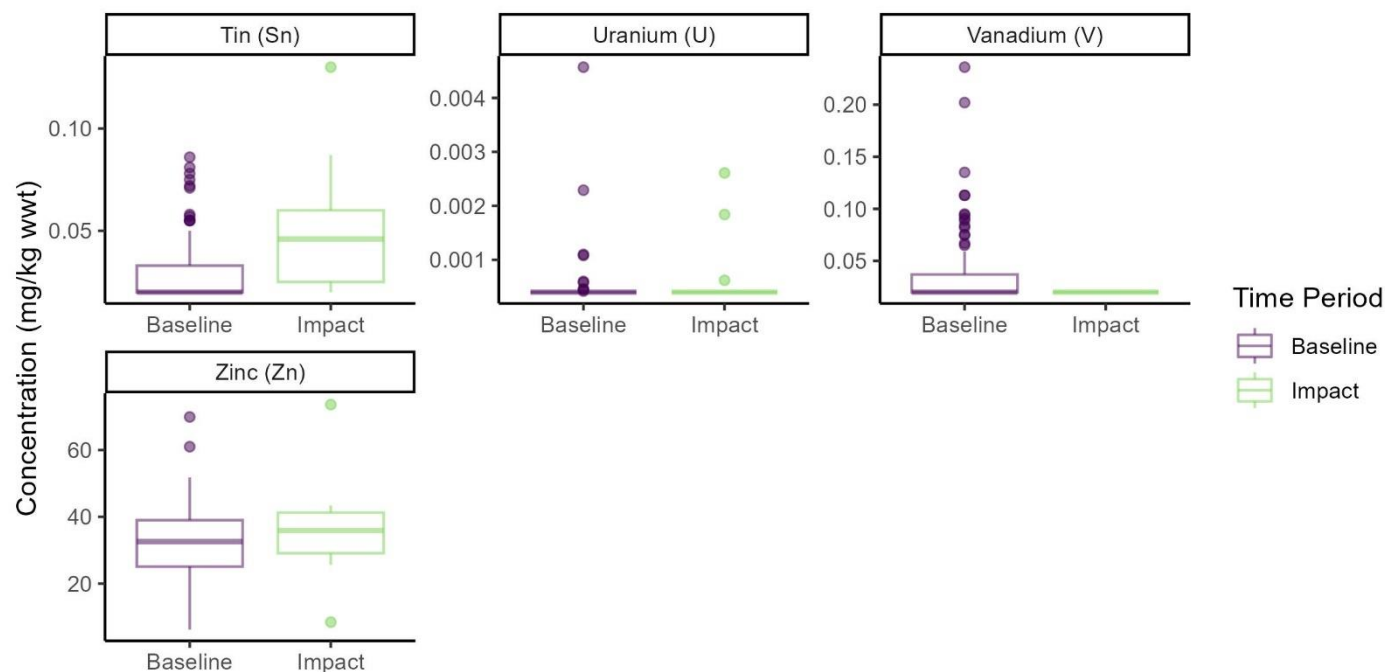 Tin (Sn)
Uranium (U)
Vanadium (V)
0.10
0.05
0.004
0.003
0.002
0.001
0.20
0.15
0.10
0.05
Baseline
Impact
Baseline
Impact
Baseline
Impact
Concentration (mg/kg wwt)
Zinc (Zn)
60
40
20
Baseline
Impact
Time Period
Baseline
Impact